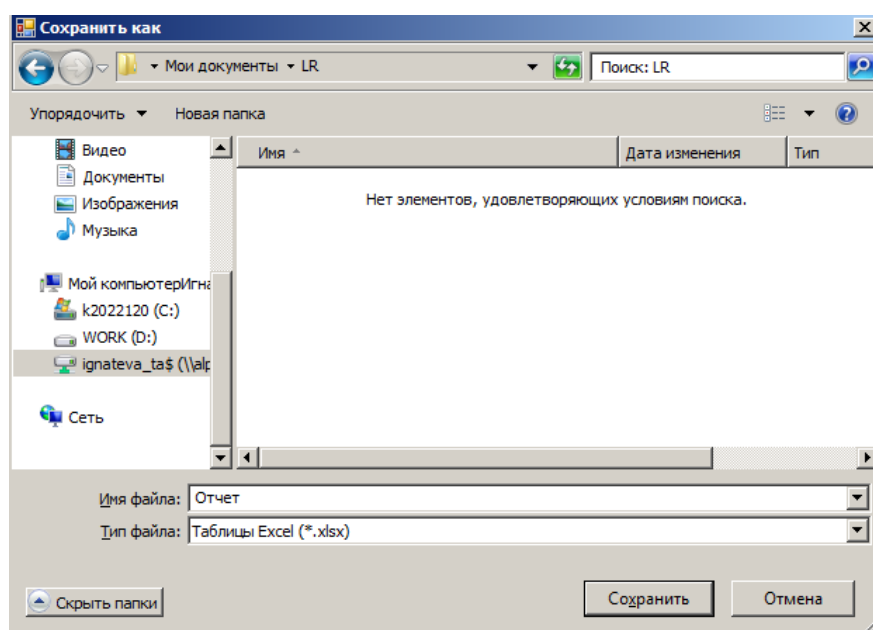 Сохранить как
Мои документы LR
Поиск: LR
Упорядочить Новая папка
Имя Дата изменения Тип
Нет элементов, удовлетворяющих условиям поиска.
Видео
Документы
Изображения
Музыка
Мой компьютерИгна
k2022120 (C:)
WORK (D:)
ignateva_ta$ (\\alp
Сеть
Имя файла: Отчет
Тип файла: Таблицы Excel (*.xlsx)
Скрыть папки
Сохранить Отмена